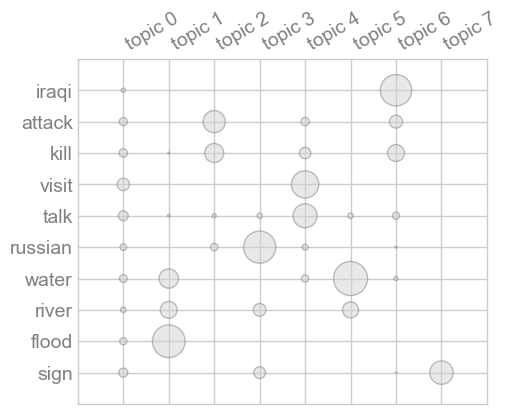 topic 0 topic 1 topic 2 topic 3 topic 4 topic 5 topic 6 topic 7
iraqi
attack
kill
visit
talk
russian
water
river
flood
sign